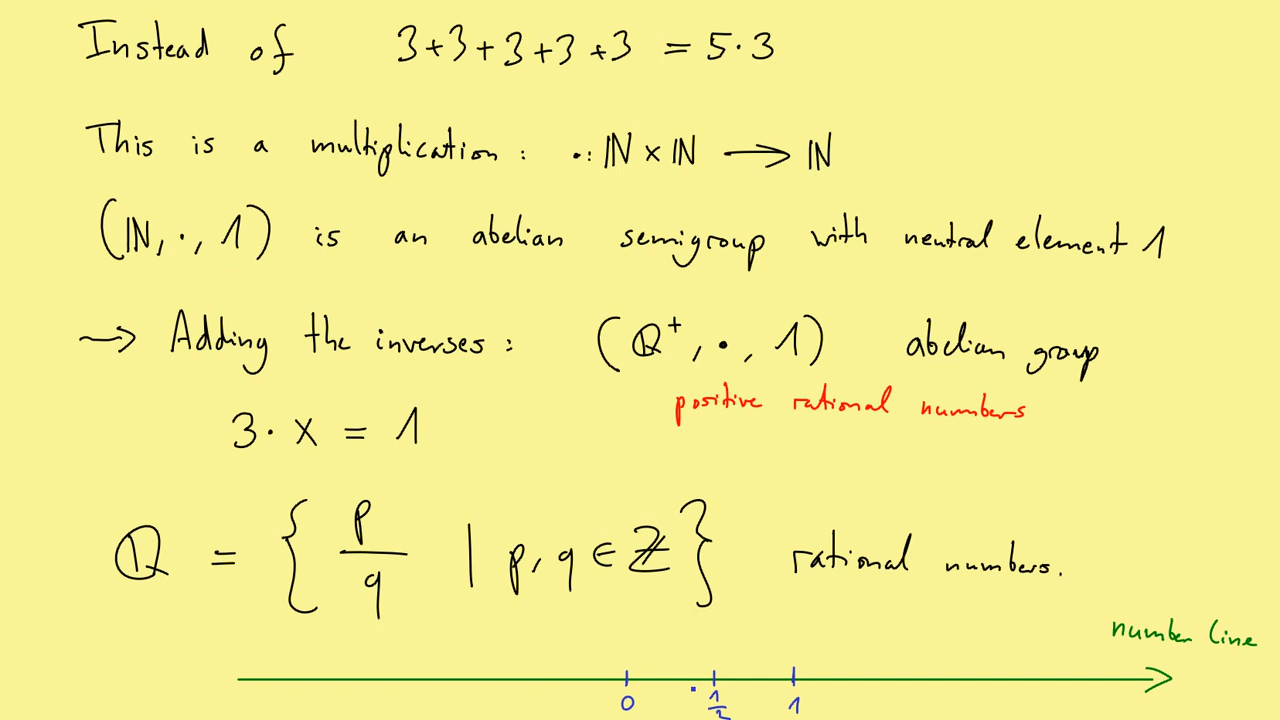 Instead of 3+3+3+3+3 = 5·3
This is a multiplication: ·: ℕ × ℕ ⟶ ℕ
(ℕ, ·, 1) is an abelian semigroup with neutral element 1
⇝ Adding the inverses: (ℚ⁺, ·, 1) abelian group
positive rational numbers
3 · x = 1
ℚ = { p/q | p, q ∈ ℤ } rational numbers.
number line
0 1/2 1